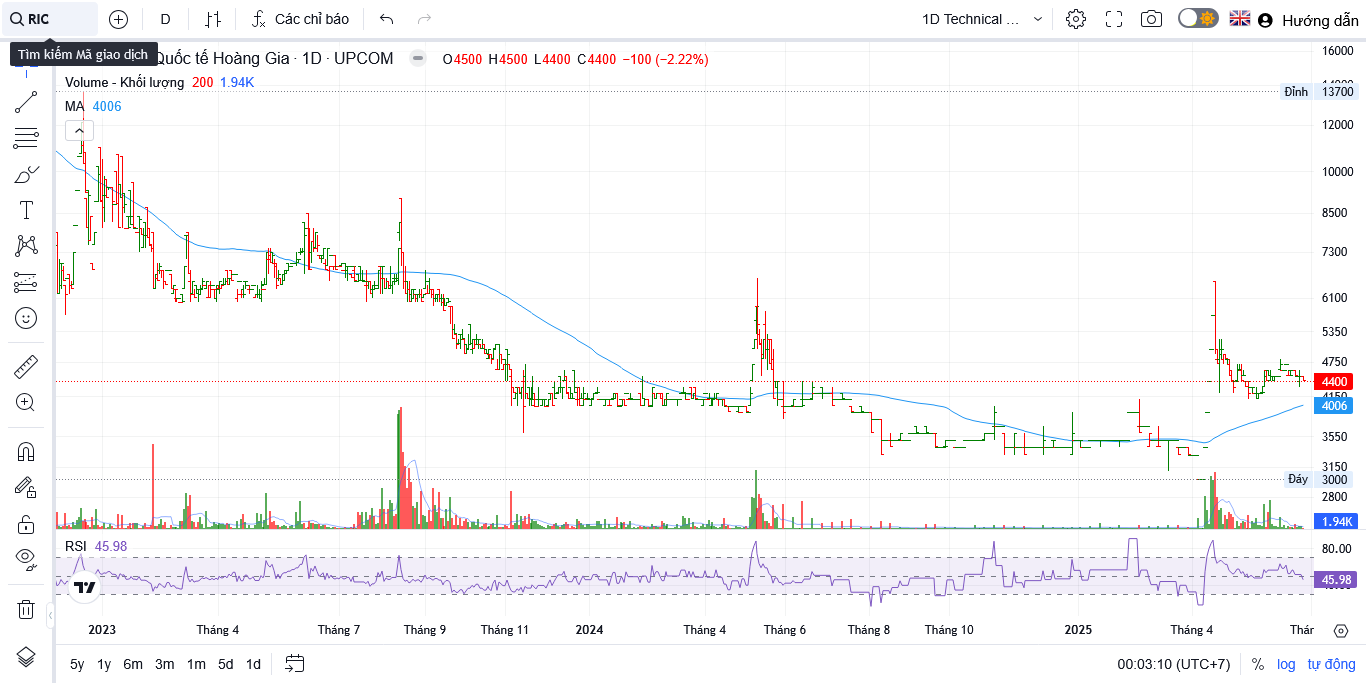 RIC D Các chỉ báo 1D Technical ... Hướng dẫn
Tìm kiếm Mã giao dịch
Quốc tế Hoàng Gia · 1D · UPCOM O4500 H4500 L4400 C4400 −100 (−2.22%)
Volume - Khối lượng 200 1.94K
MA 4006
16000
Đỉnh 13700
12000
10000
8500
7300
6100
5350
4750
4400
4006
3550
3150
Đáy 3000
2800
1.94K
RSI 45.98
80.00
45.98
2023 Tháng 4 Tháng 7 Tháng 9 Tháng 11 2024 Tháng 4 Tháng 6 Tháng 8 Tháng 10 2025 Tháng 4 Thár
5y 1y 6m 3m 1m 5d 1d 00:03:10 (UTC+7) % log tự động